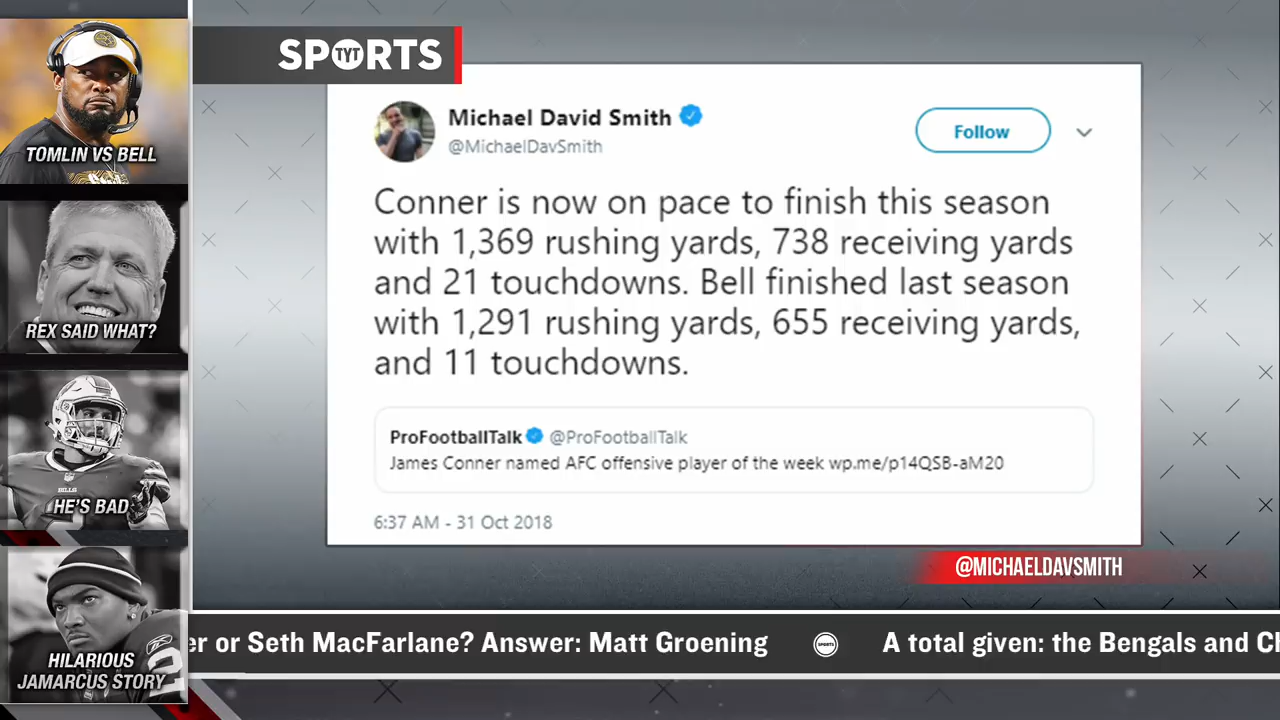 SPORTS
TYT
TOMLIN VS BELL
REX SAID WHAT?
BILLS
HE'S BAD
HILARIOUS
JAMARCUS STORY
Michael David Smith
@MichaelDavSmith
Follow
Conner is now on pace to finish this season
with 1,369 rushing yards, 738 receiving yards
and 21 touchdowns. Bell finished last season
with 1,291 rushing yards, 655 receiving yards,
and 11 touchdowns.
ProFootballTalk @ProFootballTalk
James Conner named AFC offensive player of the week wp.me/p14QSB-aM20
6:37 AM - 31 Oct 2018
@MICHAELDAVSMITH
er or Seth MacFarlane? Answer: Matt Groening SPORTS A total given: the Bengals and Ch